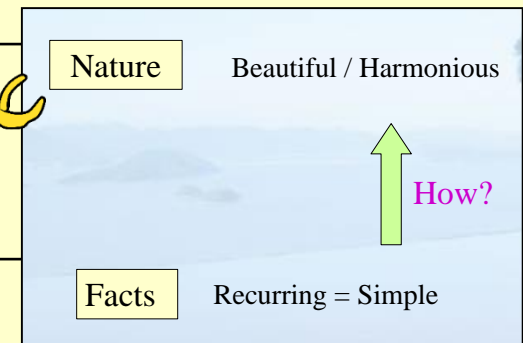 Nature Beautiful / Harmonious
How?
Facts Recurring = Simple